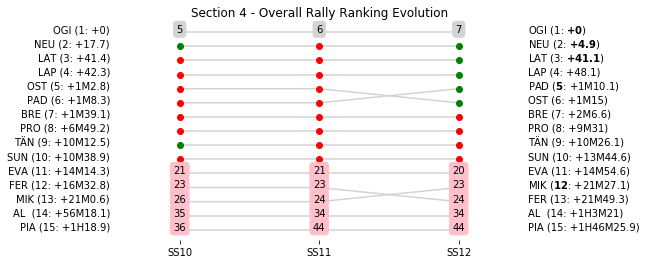 Section 4 - Overall Rally Ranking Evolution
OGI (1: +0) 5 6 7 OGI (1: +0)
NEU (2: +17.7) NEU (2: +4.9)
LAT (3: +41.4) LAT (3: +41.1)
LAP (4: +42.3) LAP (4: +48.1)
OST (5: +1M2.8) PAD (5: +1M10.1)
PAD (6: +1M8.3) OST (6: +1M15)
BRE (7: +1M39.1) BRE (7: +2M6.6)
PRO (8: +6M49.2) PRO (8: +9M31)
TÄN (9: +10M12.5) TÄN (9: +10M26.1)
SUN (10: +10M38.9) SUN (10: +13M44.6)
EVA (11: +14M14.3) 21 21 20 EVA (11: +14M54.6)
FER (12: +16M32.8) 23 23 23 MIK (12: +21M27.1)
MIK (13: +21M0.6) 26 24 24 FER (13: +21M49.3)
AL (14: +56M18.1) 35 34 34 AL (14: +1H3M21)
PIA (15: +1H18.9) 36 44 44 PIA (15: +1H46M25.9)
SS10 SS11 SS12